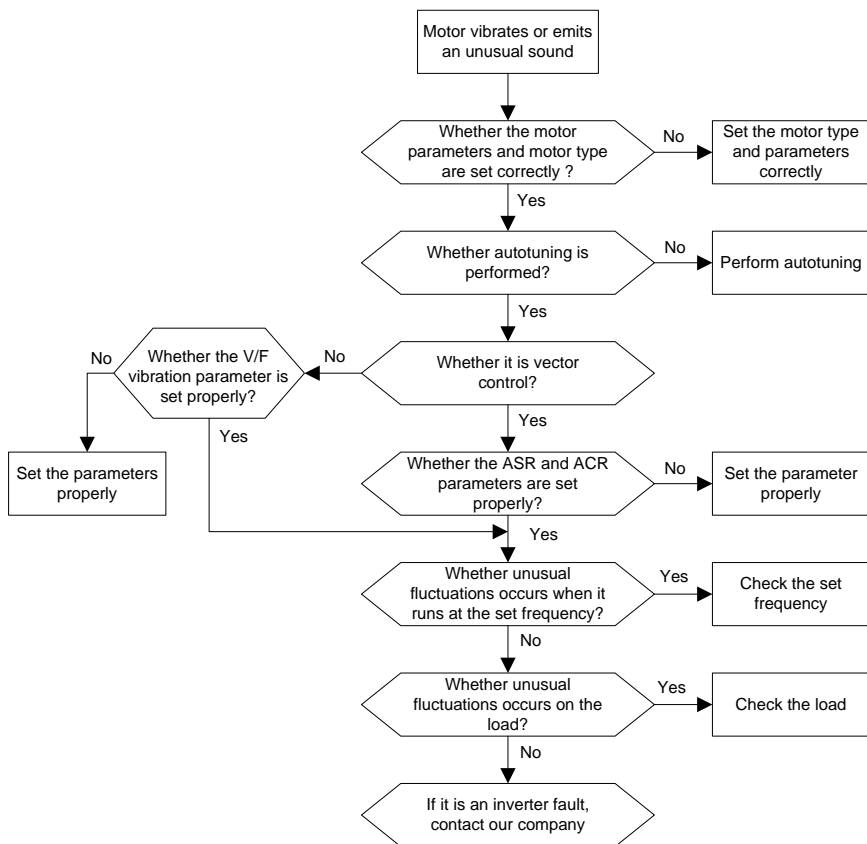 Motor vibrates or emits
an unusual sound
Whether the motor
parameters and motor type
are set correctly ?
No
Set the motor type
and parameters
correctly
Yes
Whether autotuning is
performed?
No
Perform autotuning
Yes
Whether it is vector
control?
No
Whether the V/F
vibration parameter is
set properly?
No
Set the parameters
properly
Yes
Yes
Whether the ASR and ACR
parameters are set
properly?
No
Set the parameter
properly
Yes
Whether unusual
fluctuations occurs when it
runs at the set frequency?
Yes
Check the set
frequency
No
Whether unusual
fluctuations occurs on the
load?
Yes
Check the load
No
If it is an inverter fault,
contact our company